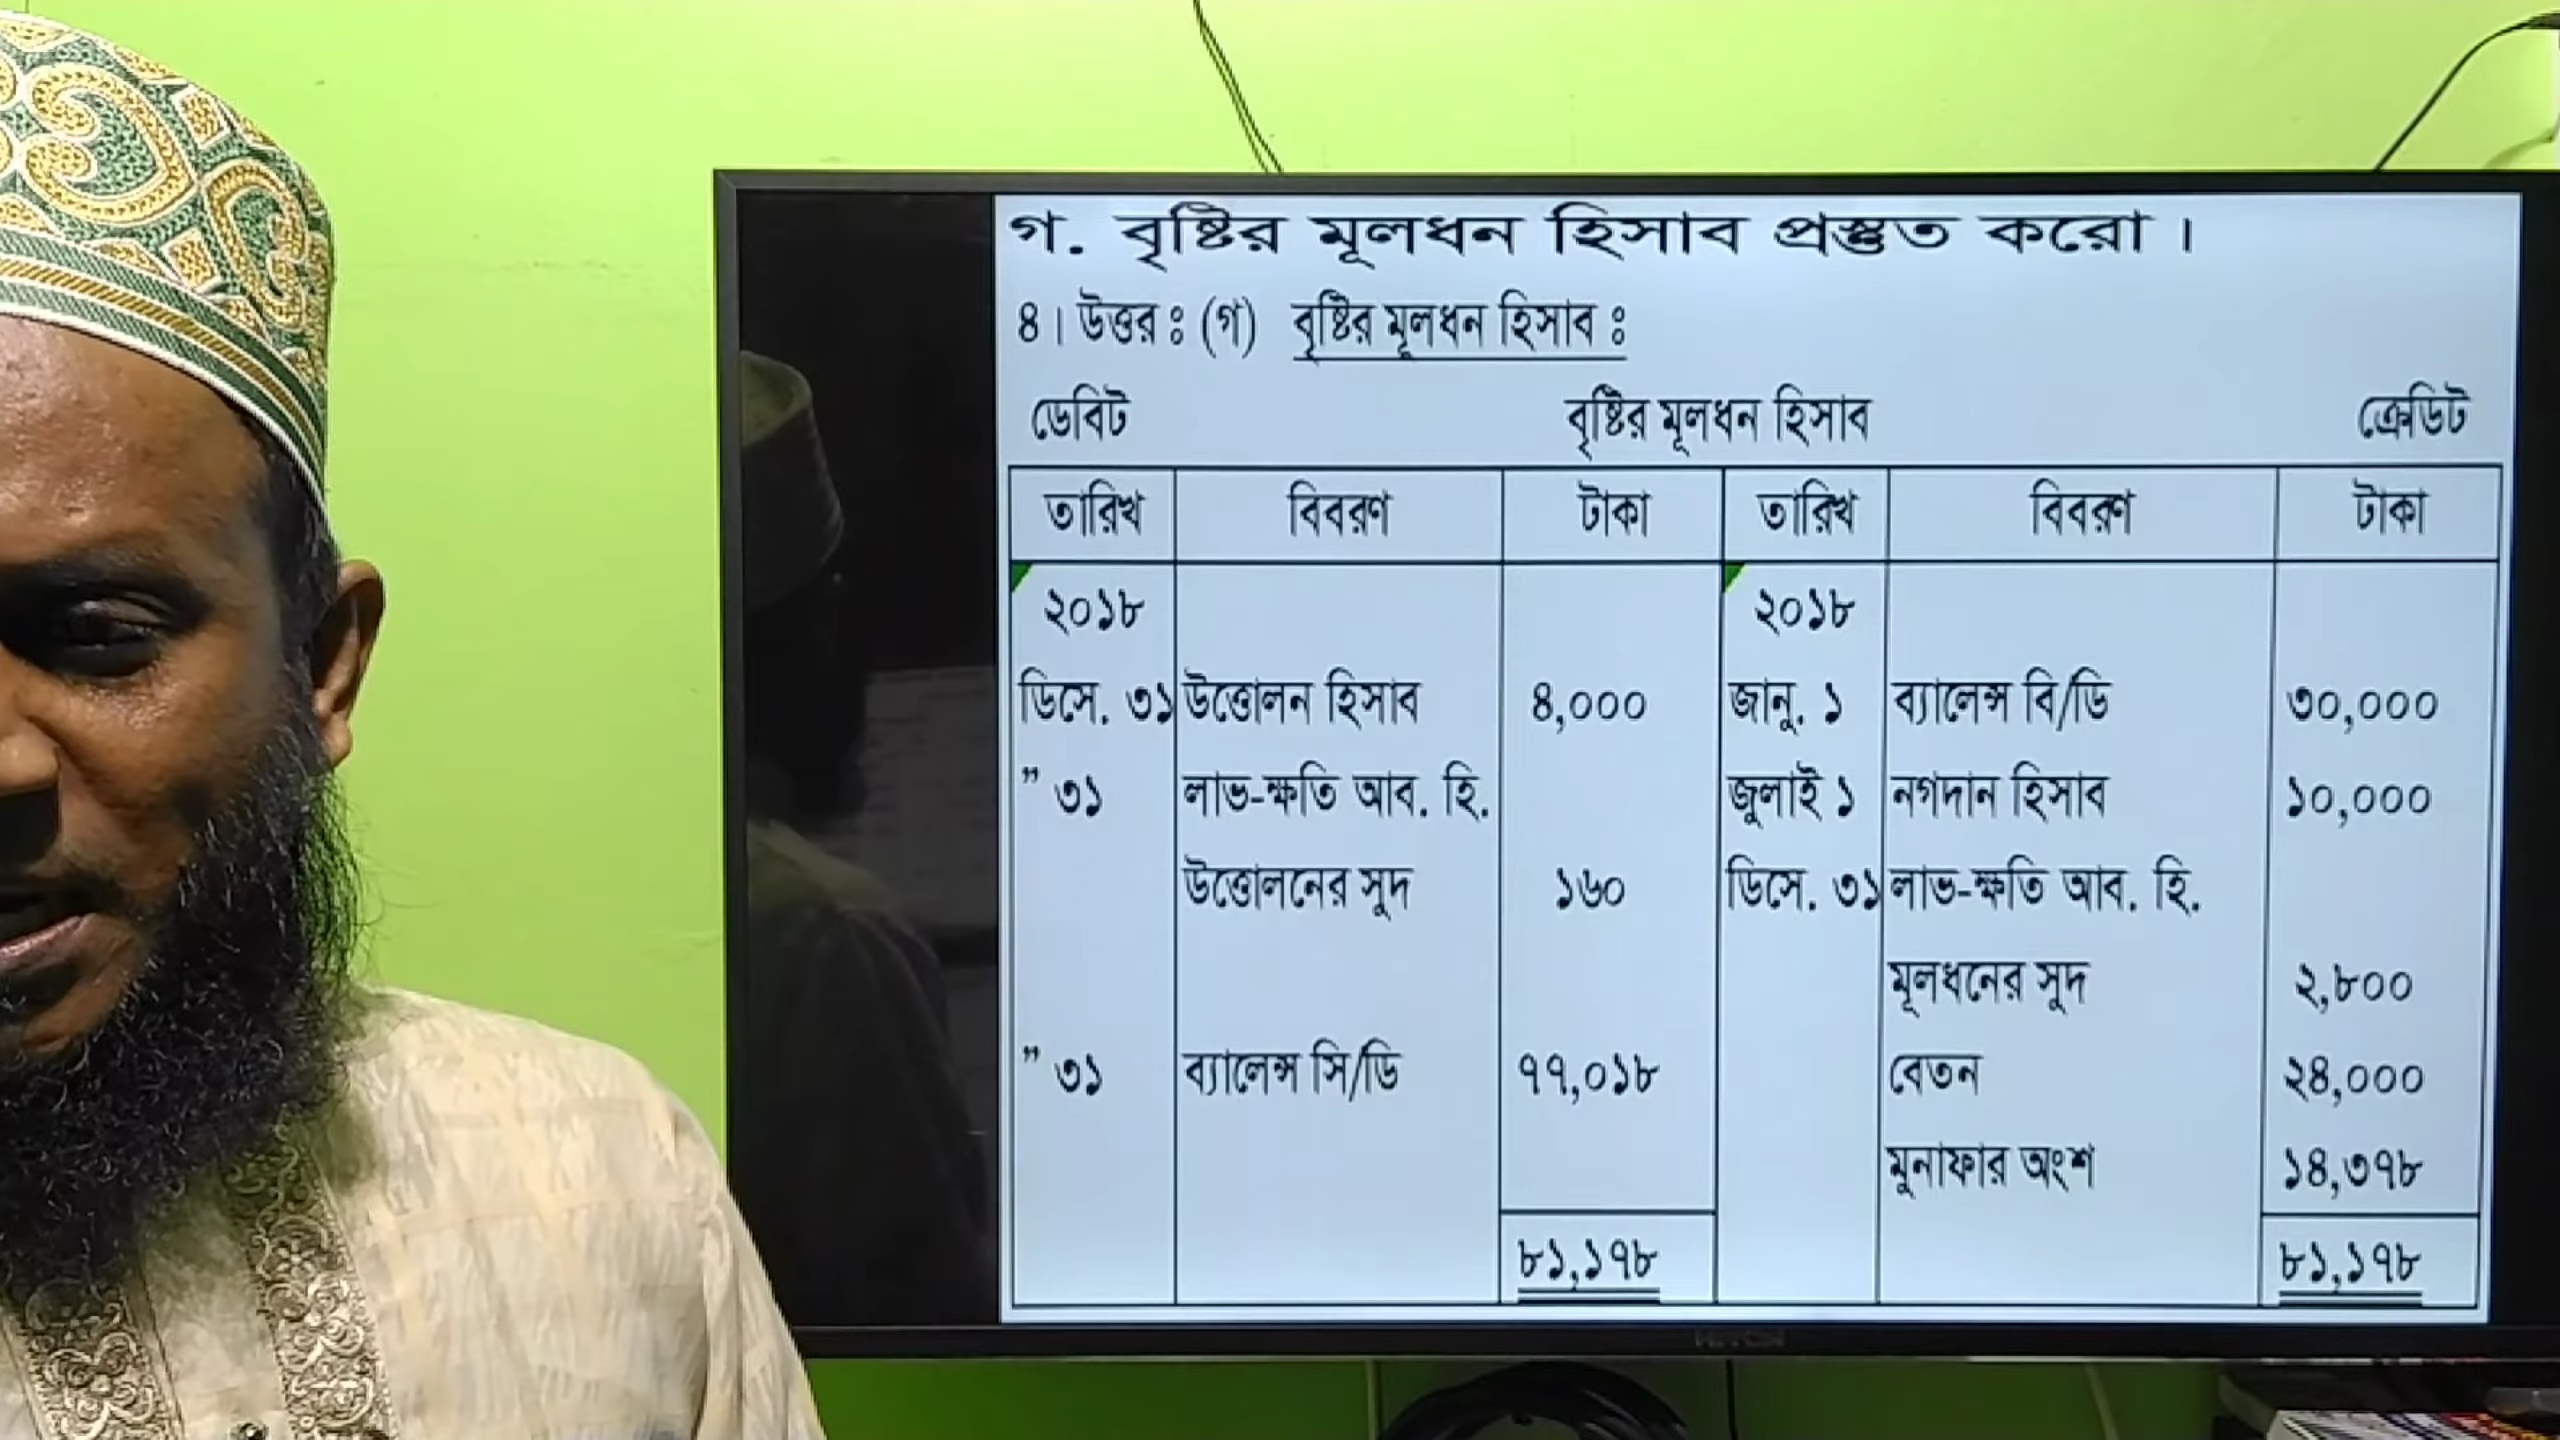 গ. বৃষ্টির মূলধন হিসাব প্রস্তুত করো।
৪। উত্তর ঃ (গ) বৃষ্টির মূলধন হিসাব ঃ
ডেবিট বৃষ্টির মূলধন হিসাব ক্রেডিট
তারিখ বিবরণ টাকা তারিখ বিবরণ টাকা
২০১৮ ২০১৮
ডিসে. ৩১ উত্তোলন হিসাব ৪,০০০ জানু. ১ ব্যালেন্স বি/ডি ৩০,০০০
” ৩১ লাভ-ক্ষতি আব. হি. জুলাই ১ নগদান হিসাব ১০,০০০
উত্তোলনের সুদ ১৬০ ডিসে. ৩১ লাভ-ক্ষতি আব. হি.
মূলধনের সুদ ২,৮০০
” ৩১ ব্যালেন্স সি/ডি ৭৭,০১৮ বেতন ২৪,০০০
মুনাফার অংশ ১৪,৩৭৮
৮১,১৭৮ ৮১,১৭৮